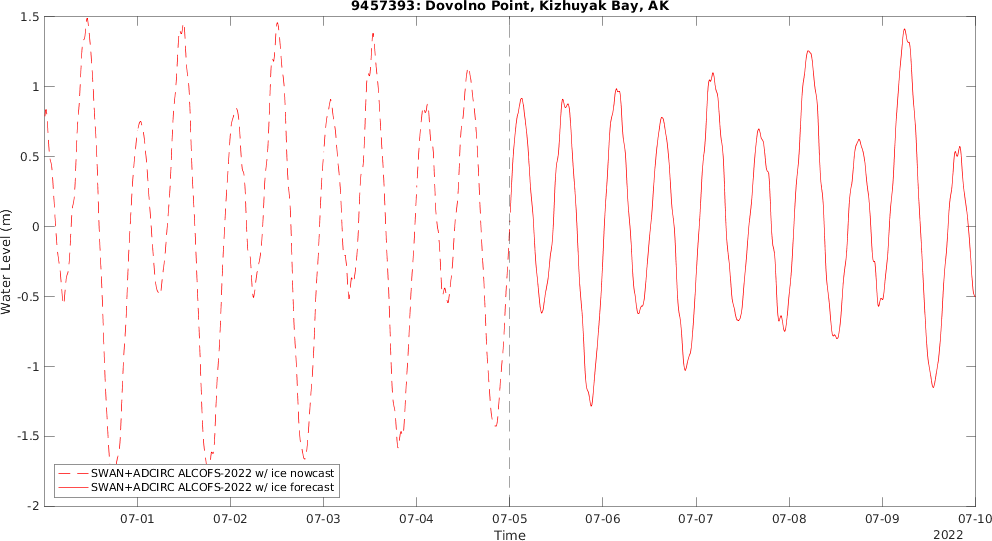 9457393: Dovolno Point, Kizhuyak Bay, AK
Water Level (m)
1.5
1
0.5
0
-0.5
-1
-1.5
-2
SWAN+ADCIRC ALCOFS-2022 w/ ice nowcast
SWAN+ADCIRC ALCOFS-2022 w/ ice forecast
07-01 07-02 07-03 07-04 07-05 07-06 07-07 07-08 07-09 07-10
Time
2022